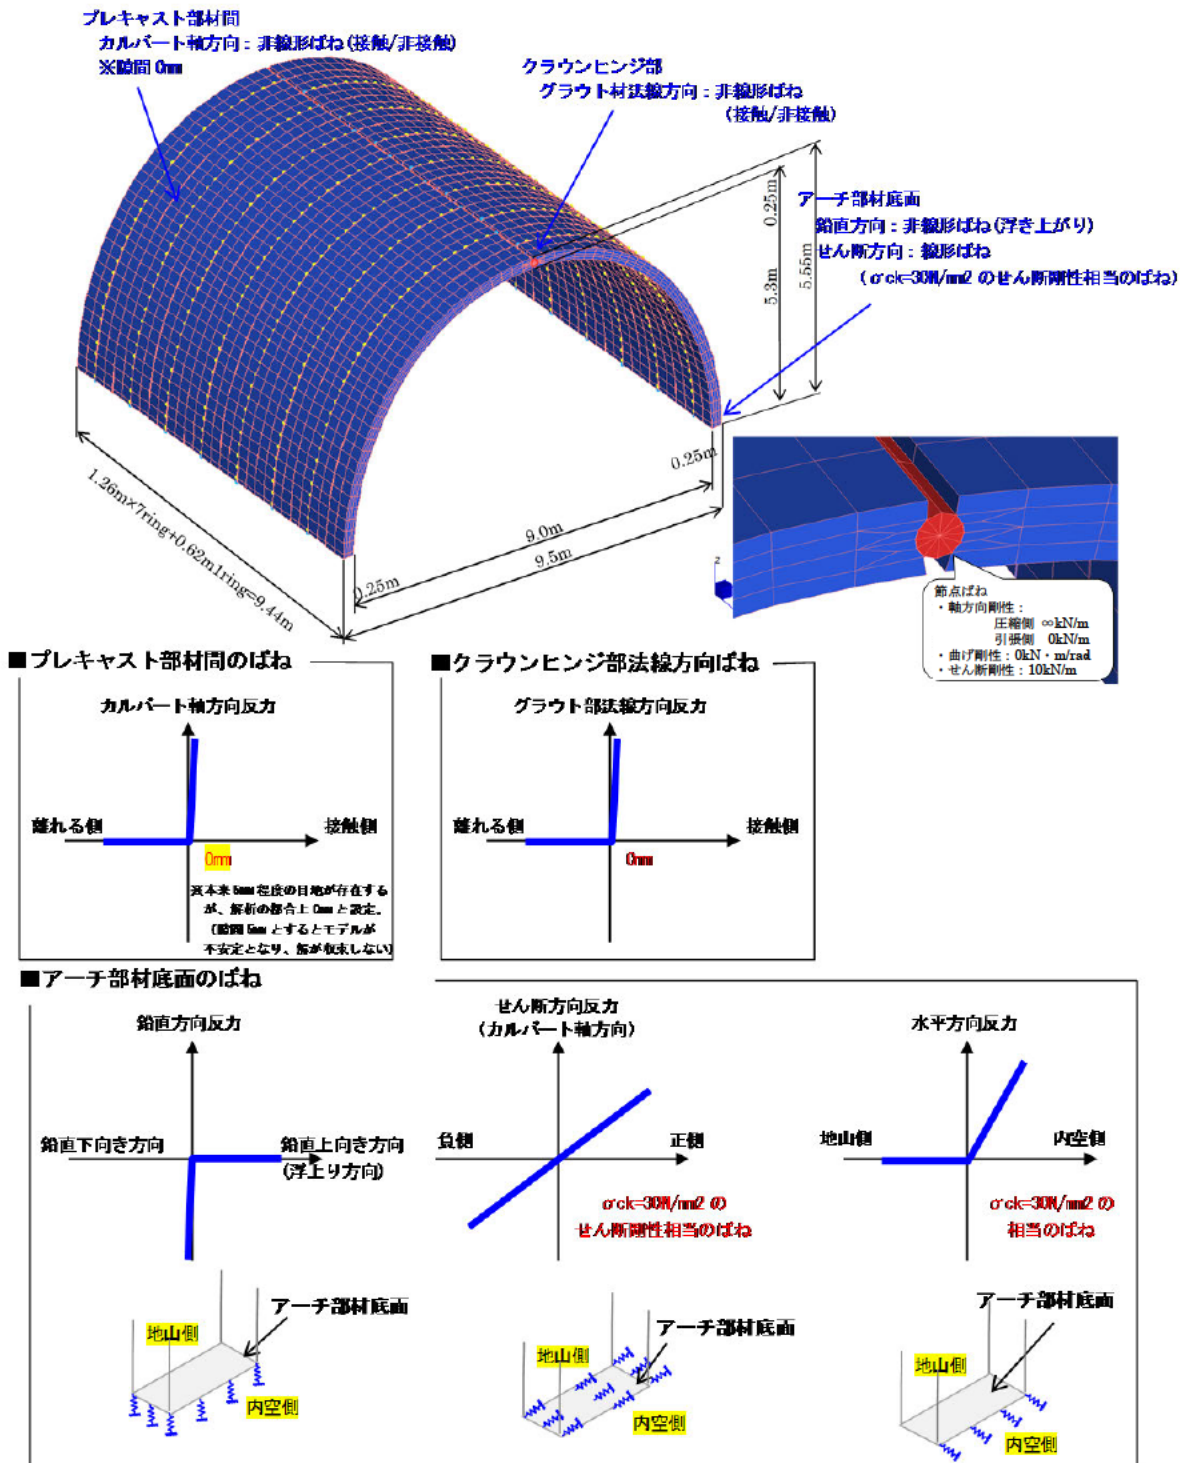 プレキャスト部材間
カルバート軸方向：非線形ばね(接触/非接触)
※隙間 0mm
クラウンヒンジ部
グラウト材法線方向：非線形ばね
(接触/非接触)
アーチ部材底面
鉛直方向：非線形ばね(浮き上がり)
せん断方向：線形ばね
(σck=30N/mm2 のせん断剛性相当のばね)
0.25m
5.3m
5.55m
0.25m
9.0m
9.5m
0.25m
1.26m×7ring+0.62m1ring=9.44m
z
節点ばね
・軸方向剛性：
圧縮側 ∞kN/m
引張側 0kN/m
・曲げ剛性：0kN・m/rad
・せん断剛性：10kN/m
■プレキャスト部材間のばね
カルバート軸方向反力
離れる側
接触側
0mm
※本来 5mm 程度の目地が存在する
が、解析の都合上 0mm と設定。
(隙間 5mm とするとモデルが
不安定となり、解が収束しない)
■クラウンヒンジ部法線方向ばね
グラウト部法線方向反力
離れる側
接触側
0mm
■アーチ部材底面のばね
鉛直方向反力
鉛直下向き方向
鉛直上向き方向
(浮上り方向)
せん断方向反力
(カルバート軸方向)
負側
正側
σck=30N/mm2 の
せん断剛性相当のばね
水平方向反力
地山側
内空側
σck=30N/mm2 の
相当のばね
アーチ部材底面
地山側
内空側
アーチ部材底面
地山側
内空側
アーチ部材底面
地山側
内空側